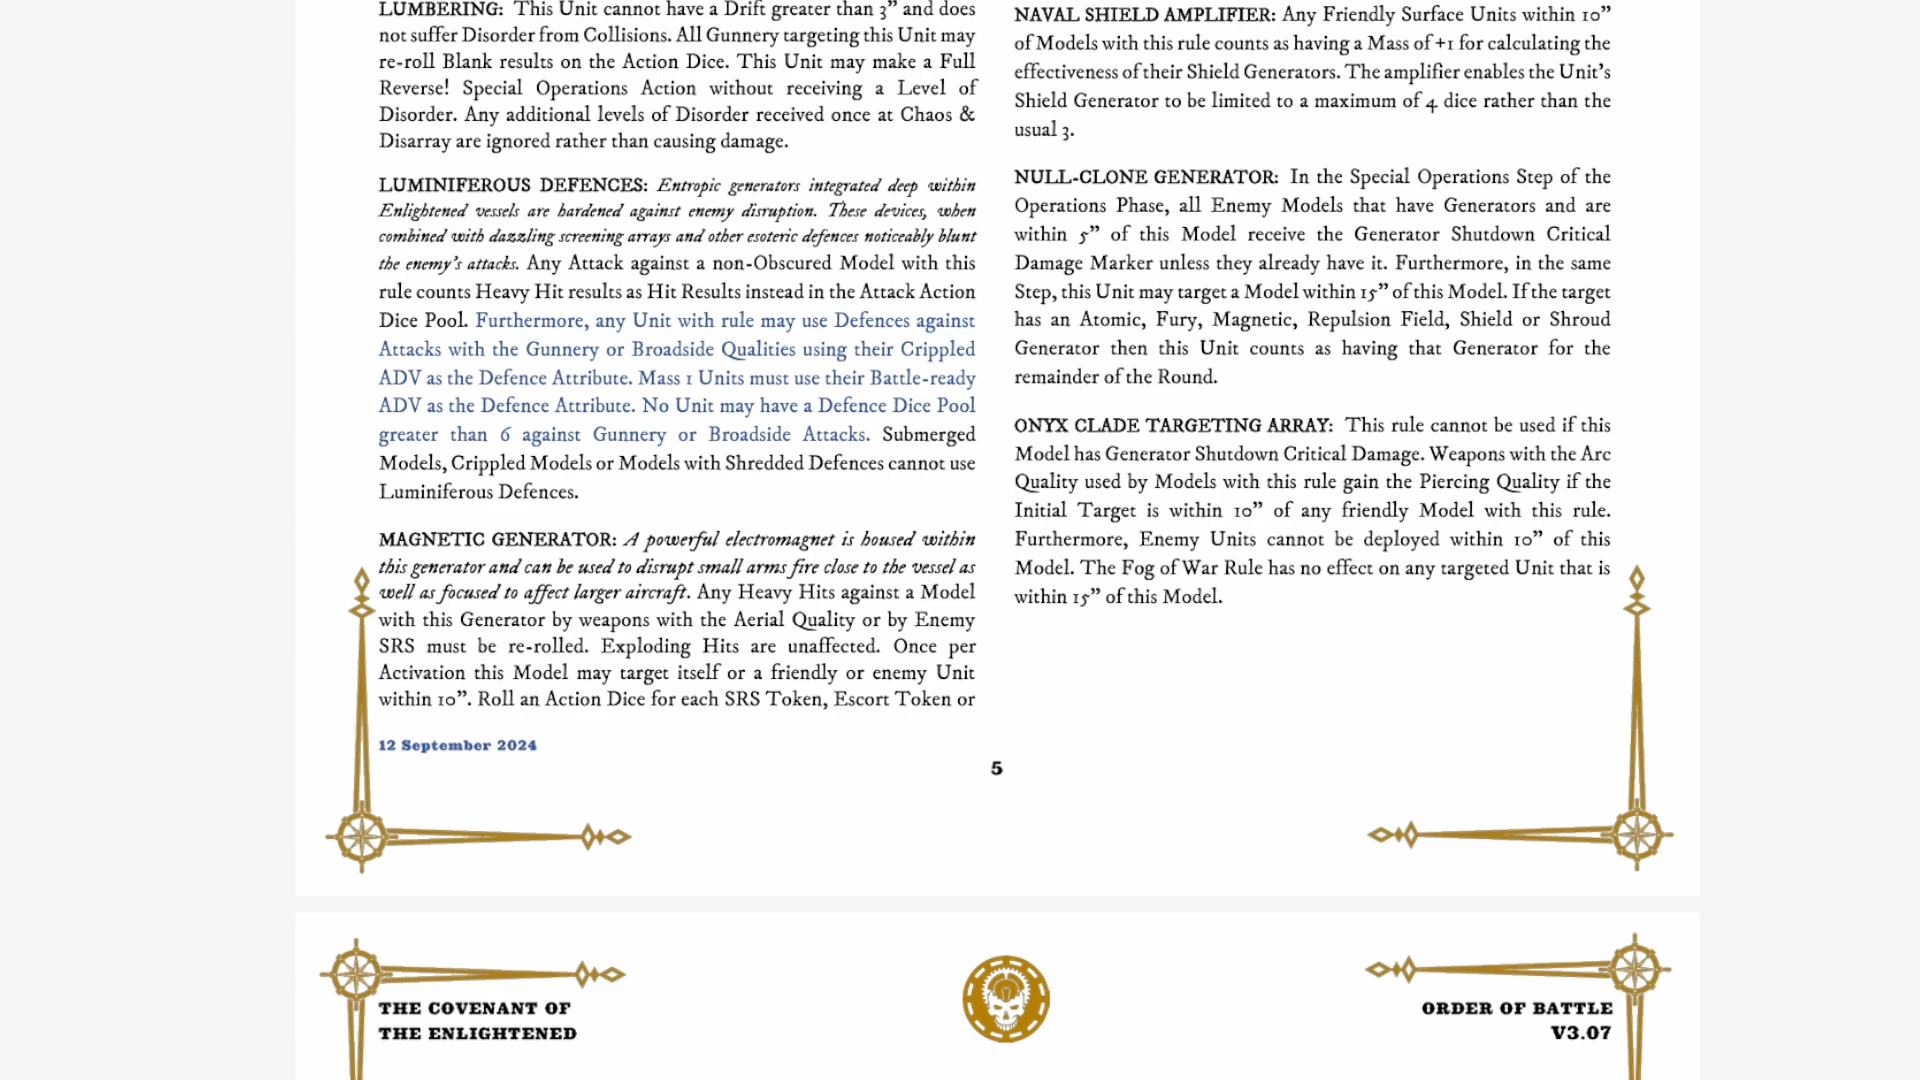 LUMBERING: This Unit cannot have a Drift greater than 3” and does
not suffer Disorder from Collisions. All Gunnery targeting this Unit may
re-roll Blank results on the Action Dice. This Unit may make a Full
Reverse! Special Operations Action without receiving a Level of
Disorder. Any additional levels of Disorder received once at Chaos &
Disarray are ignored rather than causing damage.
LUMINIFEROUS DEFENCES: Entropic generators integrated deep within
Enlightened vessels are hardened against enemy disruption. These devices, when
combined with dazzling screening arrays and other esoteric defences noticeably blunt
the enemy’s attacks. Any Attack against a non-Obscured Model with this
rule counts Heavy Hit results as Hit Results instead in the Attack Action
Dice Pool. Furthermore, any Unit with rule may use Defences against
Attacks with the Gunnery or Broadside Qualities using their Crippled
ADV as the Defence Attribute. Mass 1 Units must use their Battle-ready
ADV as the Defence Attribute. No Unit may have a Defence Dice Pool
greater than 6 against Gunnery or Broadside Attacks. Submerged
Models, Crippled Models or Models with Shredded Defences cannot use
Luminiferous Defences.
MAGNETIC GENERATOR: A powerful electromagnet is housed within
this generator and can be used to disrupt small arms fire close to the vessel as
well as focused to affect larger aircraft. Any Heavy Hits against a Model
with this Generator by weapons with the Aerial Quality or by Enemy
SRS must be re-rolled. Exploding Hits are unaffected. Once per
Activation this Model may target itself or a friendly or enemy Unit
within 10”. Roll an Action Dice for each SRS Token, Escort Token or
NAVAL SHIELD AMPLIFIER: Any Friendly Surface Units within 10”
of Models with this rule counts as having a Mass of +1 for calculating the
effectiveness of their Shield Generators. The amplifier enables the Unit’s
Shield Generator to be limited to a maximum of 4 dice rather than the
usual 3.
NULL-CLONE GENERATOR: In the Special Operations Step of the
Operations Phase, all Enemy Models that have Generators and are
within 5” of this Model receive the Generator Shutdown Critical
Damage Marker unless they already have it. Furthermore, in the same
Step, this Unit may target a Model within 15” of this Model. If the target
has an Atomic, Fury, Magnetic, Repulsion Field, Shield or Shroud
Generator then this Unit counts as having that Generator for the
remainder of the Round.
ONYX CLADE TARGETING ARRAY: This rule cannot be used if this
Model has Generator Shutdown Critical Damage. Weapons with the Arc
Quality used by Models with this rule gain the Piercing Quality if the
Initial Target is within 10” of any friendly Model with this rule.
Furthermore, Enemy Units cannot be deployed within 10” of this
Model. The Fog of War Rule has no effect on any targeted Unit that is
within 15” of this Model.
12 September 2024
5
THE COVENANT OF
THE ENLIGHTENED
ORDER OF BATTLE
V3.07